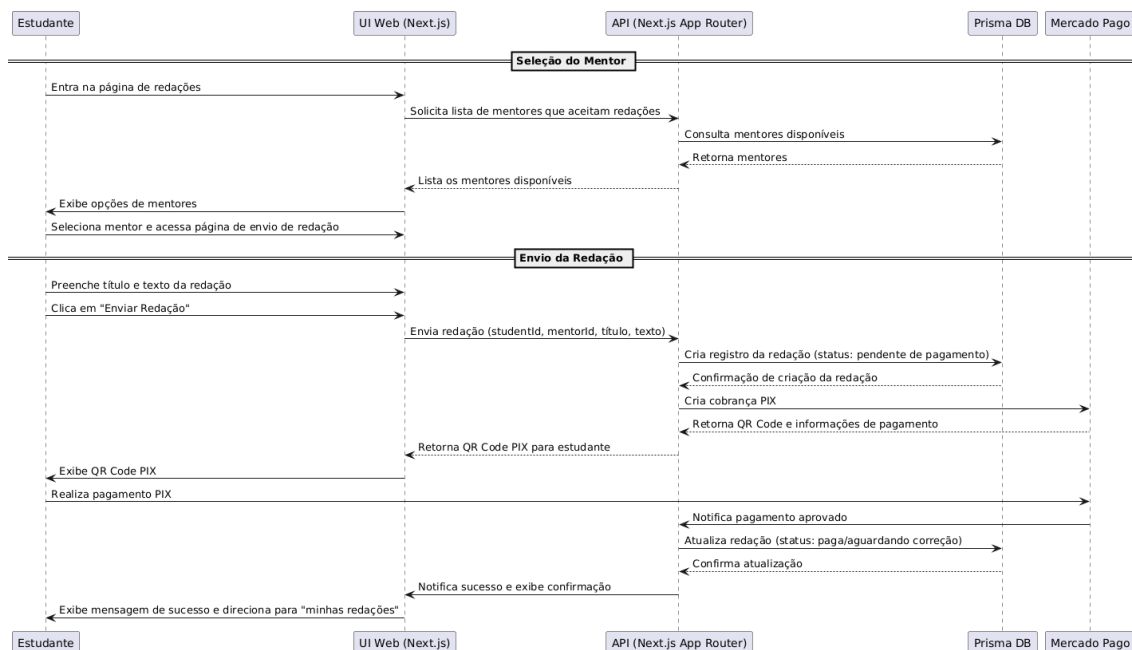 Estudante
UI Web (Next.js)
API (Next.js App Router)
Prisma DB
Mercado Pago
Seleção do Mentor
Entra na página de redações
Solicita lista de mentores que aceitam redações
Consulta mentores disponíveis
Retorna mentores
Lista os mentores disponíveis
Exibe opções de mentores
Seleciona mentor e acessa página de envio de redação
Envio da Redação
Preenche título e texto da redação
Clica em "Enviar Redação"
Envia redação (studentId, mentorId, título, texto)
Cria registro da redação (status: pendente de pagamento)
Confirmação de criação da redação
Cria cobrança PIX
Retorna QR Code e informações de pagamento
Retorna QR Code PIX para estudante
Exibe QR Code PIX
Realiza pagamento PIX
Notifica pagamento aprovado
Atualiza redação (status: paga/aguardando correção)
Confirma atualização
Notifica sucesso e exibe confirmação
Exibe mensagem de sucesso e direciona para "minhas redações"
Estudante
UI Web (Next.js)
API (Next.js App Router)
Prisma DB
Mercado Pago